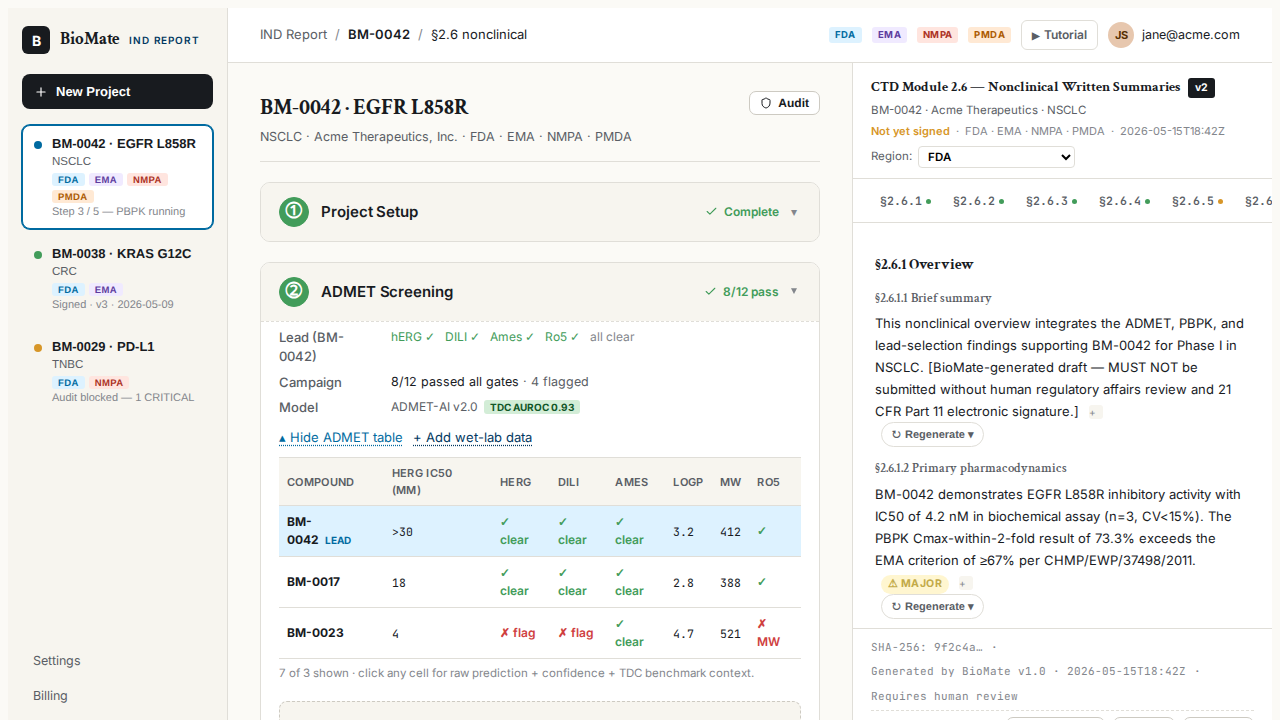 B BioMate IND REPORT
+ New Project
BM-0042 · EGFR L858R
NSCLC
FDA EMA NMPA
PMDA
Step 3 / 5 — PBPK running
BM-0038 · KRAS G12C
CRC
FDA EMA
Signed · v3 · 2026-05-09
BM-0029 · PD-L1
TNBC
FDA NMPA
Audit blocked — 1 CRITICAL
Settings
Billing
IND Report / BM-0042 / §2.6 nonclinical
FDA EMA NMPA PMDA ▶ Tutorial JS jane@acme.com
BM-0042 · EGFR L858R
Audit
NSCLC · Acme Therapeutics, Inc. · FDA · EMA · NMPA · PMDA
① Project Setup ✓ Complete ▼
② ADMET Screening ✓ 8/12 pass ▼
Lead (BM-
0042)
hERG ✓ DILI ✓ Ames ✓ Ro5 ✓ all clear
Campaign 8/12 passed all gates · 4 flagged
Model ADMET-AI v2.0 TDC AUROC 0.93
▴ Hide ADMET table + Add wet-lab data
COMPOUND HERG IC50 (MM) HERG DILI AMES LOGP MW RO5
BM-0042 LEAD >30 ✓ clear ✓ clear ✓ clear 3.2 412 ✓
BM-0017 18 ✓ clear ✓ clear ✓ clear 2.8 388 ✓
BM-0023 4 ✗ flag ✗ flag ✓ clear 4.7 521 ✗ MW
7 of 3 shown · click any cell for raw prediction + confidence + TDC benchmark context.
CTD Module 2.6 — Nonclinical Written Summaries v2
BM-0042 · Acme Therapeutics · NSCLC
Not yet signed · FDA · EMA · NMPA · PMDA · 2026-05-15T18:42Z
Region: FDA
§2.6.1 §2.6.2 §2.6.3 §2.6.4 §2.6.5 §2.6
§2.6.1 Overview
§2.6.1.1 Brief summary
This nonclinical overview integrates the ADMET, PBPK, and
lead-selection findings supporting BM-0042 for Phase I in
NSCLC. [BioMate-generated draft — MUST NOT be
submitted without human regulatory affairs review and 21
CFR Part 11 electronic signature.] +
↻ Regenerate ▾
§2.6.1.2 Primary pharmacodynamics
BM-0042 demonstrates EGFR L858R inhibitory activity with
IC50 of 4.2 nM in biochemical assay (n=3, CV<15%). The
PBPK Cmax-within-2-fold result of 73.3% exceeds the
EMA criterion of ≥67% per CHMP/EWP/37498/2011.
⚠ MAJOR +
↻ Regenerate ▾
SHA-256: 9f2c4a… ·
Generated by BioMate v1.0 · 2026-05-15T18:42Z ·
Requires human review